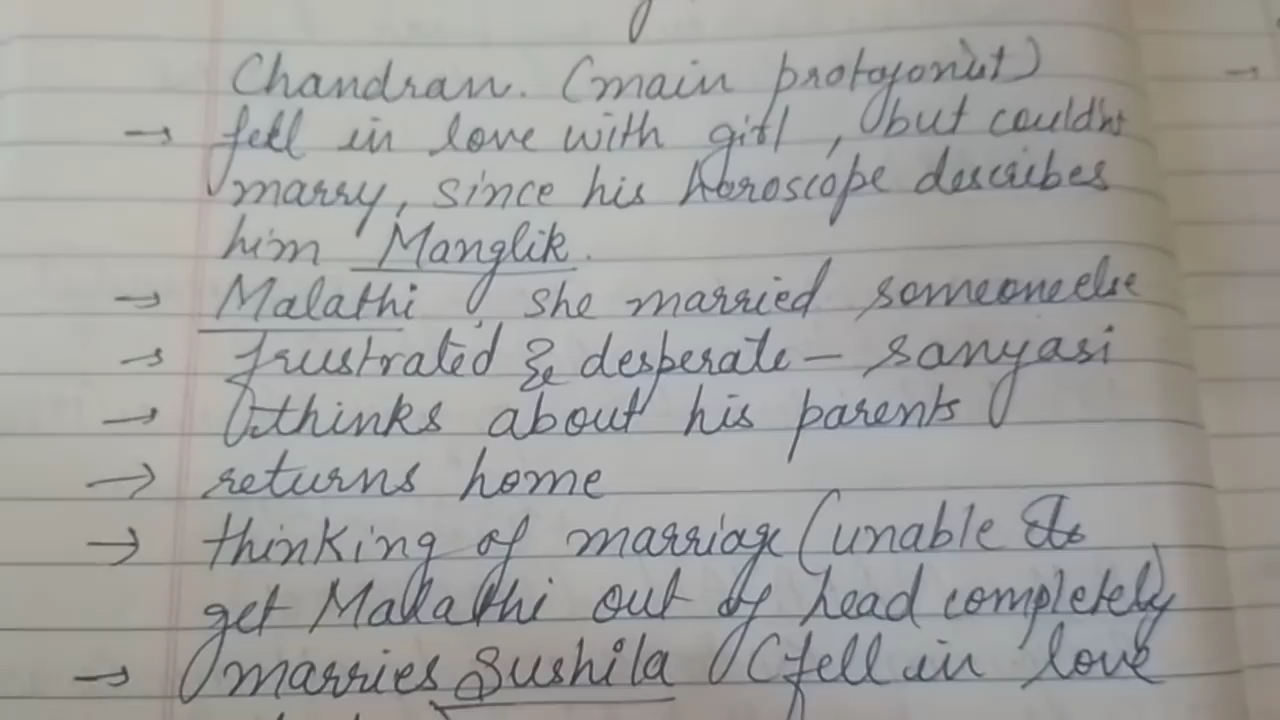 Chandran. (main protagonist)
→ fell in love with girl, but couldnt
marry, since his horoscope describes
him Manglik.
→ Malathi, she married someone else
→ frustrated & desperate - sanyasi
→ thinks about his parents
→ returns home
→ thinking of marriage (unable to
get Malathi out of head completely)
→ marries Sushila (fell in love